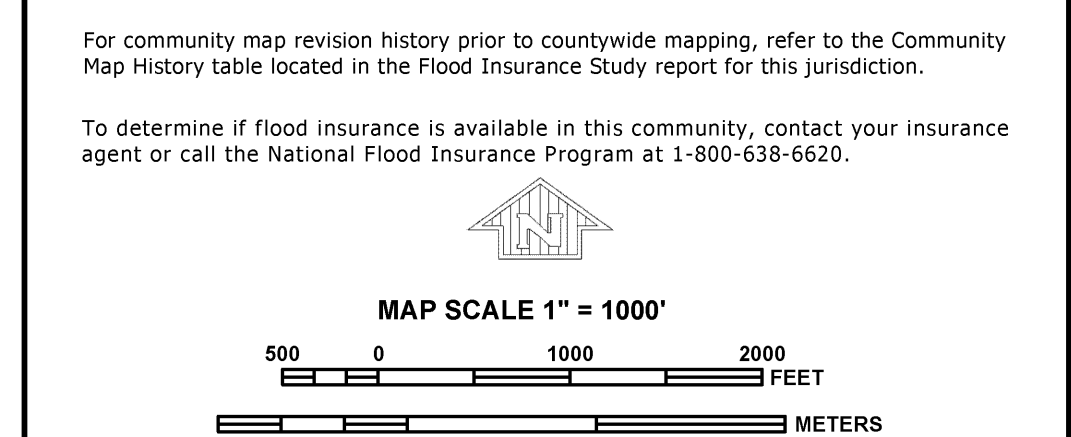 For community map revision history prior to countywide mapping, refer to the Community
Map History table located in the Flood Insurance Study report for this jurisdiction.
To determine if flood insurance is available in this community, contact your insurance
agent or call the National Flood Insurance Program at 1-800-638-6620.
N
MAP SCALE 1" = 1000'
500 0 1000 2000
FEET
METERS